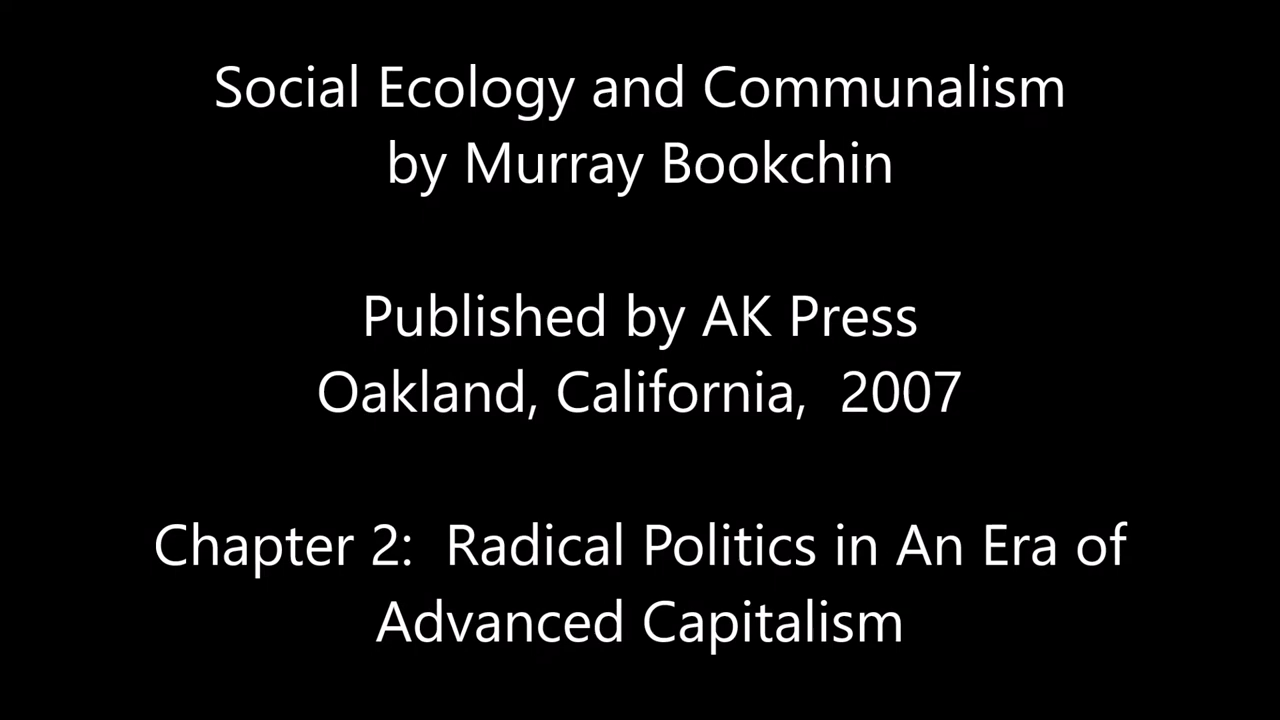 Social Ecology and Communalism
by Murray Bookchin
Published by AK Press
Oakland, California,  2007
Chapter 2:  Radical Politics in An Era of
Advanced Capitalism